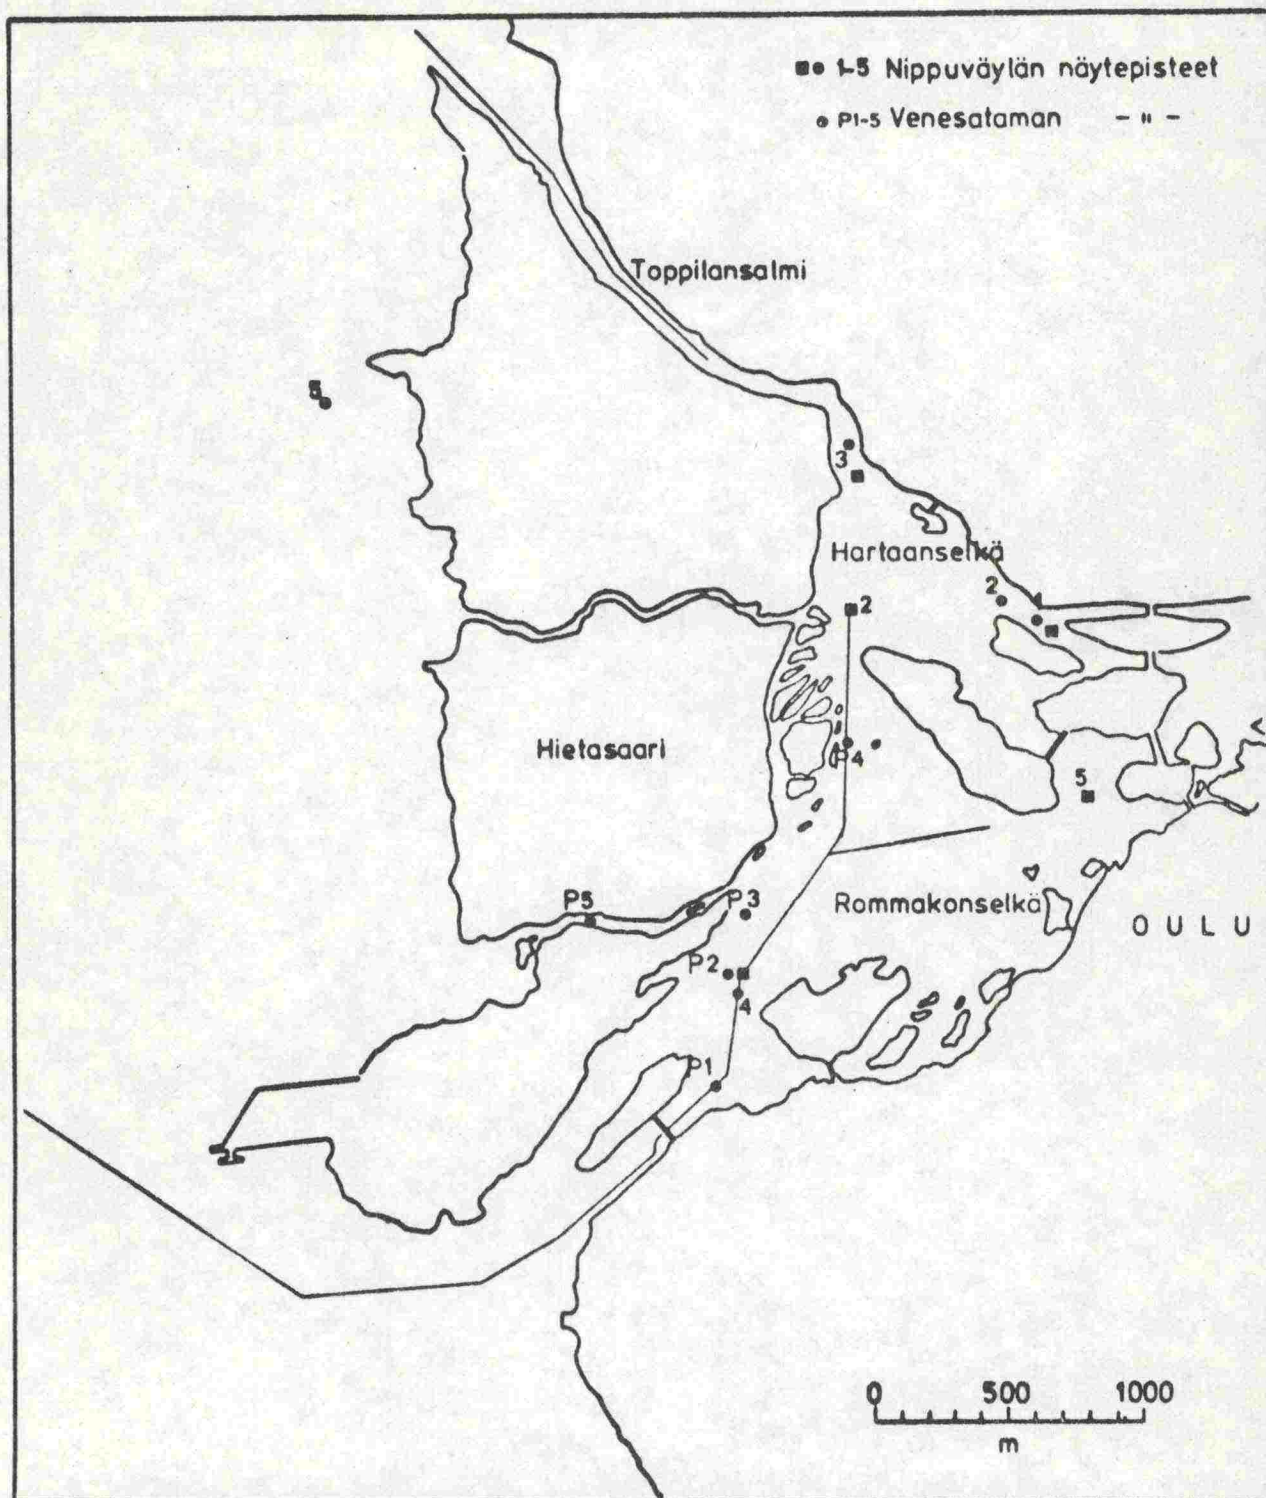 1-5 Nippuväylän näytepisteet
P1-5 Venesataman - " -
Toppilansalmi
5
3
Hartaanselkä
2
2
Hietasaari
P4
5
P5
P3
Rommakonselkä
OULU
P2
4
P1
0 500 1000
m